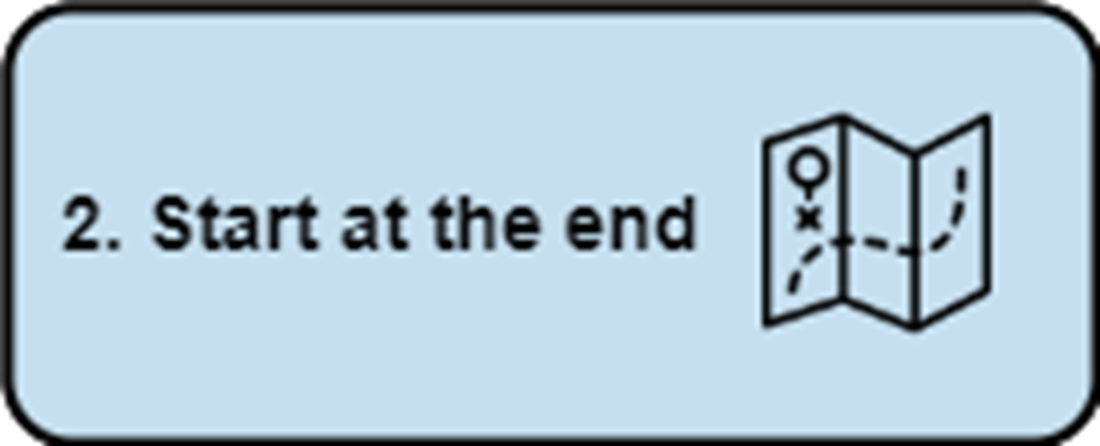 2. Start at the end